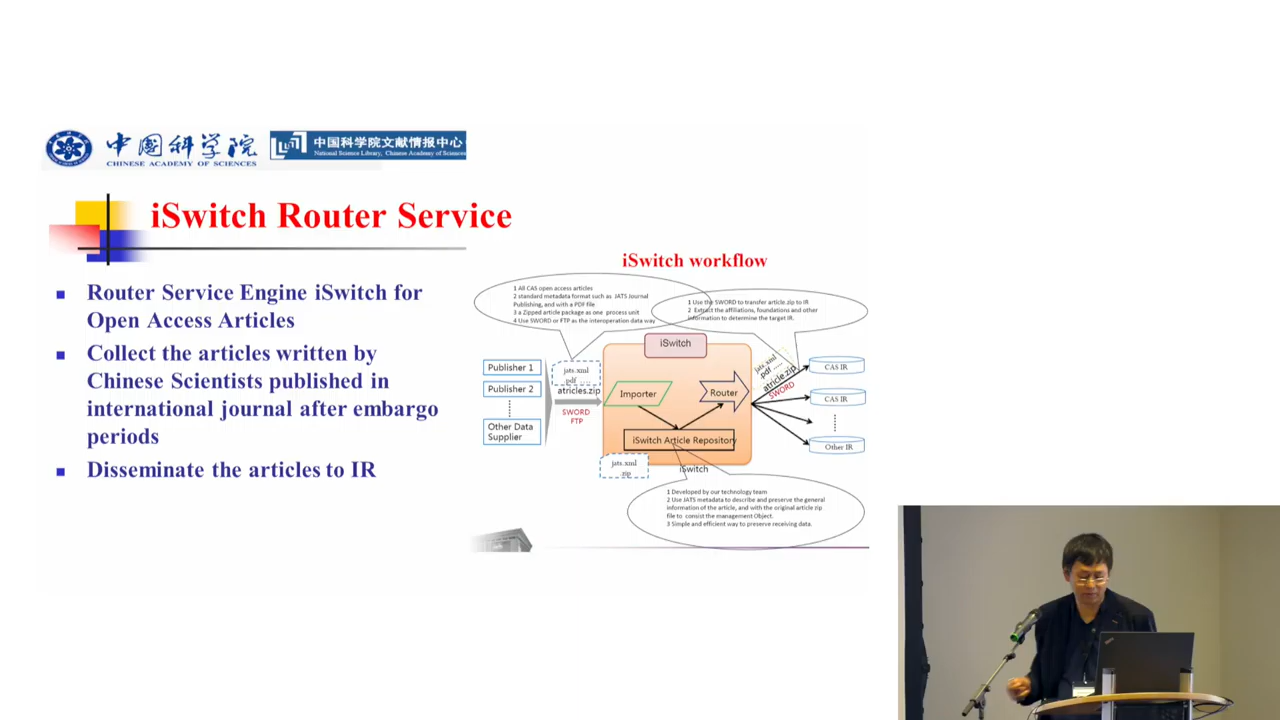 中国科学院
CHINESE ACADEMY OF SCIENCES
中国科学院文献情报中心
National Science Library, Chinese Academy of Sciences
iSwitch Router Service
Router Service Engine iSwitch for
Open Access Articles
Collect the articles written by
Chinese Scientists published in
international journal after embargo
periods
Disseminate the articles to IR
iSwitch workflow
1 All CAS open access articles
2 standard metadata format such as JATS Journal
Publishing, and with a PDF file
3 a Zipped article package as one process unit
4 Use SWORD or FTP as the interoperation data way
1 Use the SWORD to transfer article.zip to IR
2 Extract the affiliations, foundations and other
information to determine the target IR.
iSwitch
Publisher 1
Publisher 2
Other Data
Supplier
jats.xml
pdf ......
atricles.zip
SWORD
FTP
Importer
Router
iSwitch Article Repository
iSwitch
jats.xml
.zip
jats.xml
pdf .....
atricle.zip
SWORD
CAS IR
CAS IR
Other IR
1 Developed by our technology team
2 Use JATS metadata to describe and preserve the general
information of the article, and with the original article zip
file to consist the management Object.
3 Simple and efficient way to preserve receiving data.